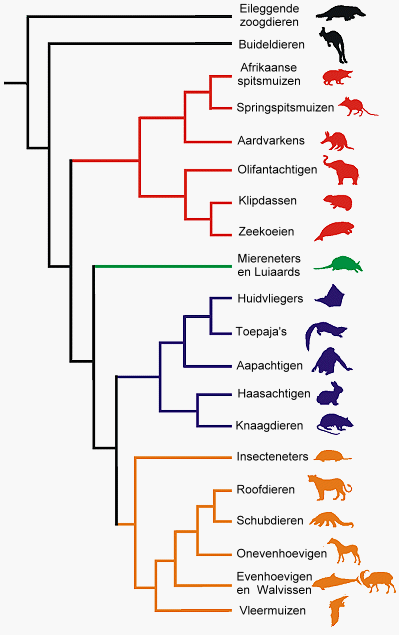 Eileggende
zoogdieren
Buideldieren
Afrikaanse
spitsmuizen
Springspitsmuizen
Aardvarkens
Olifantachtigen
Klipdassen
Zeekoeien
Miereneters
en Luiaards
Huidvliegers
Toepaja's
Aapachtigen
Haasachtigen
Knaagdieren
Insecteneters
Roofdieren
Schubdieren
Onevenhoevigen
Evenhoevigen
en Walvissen
Vleermuizen